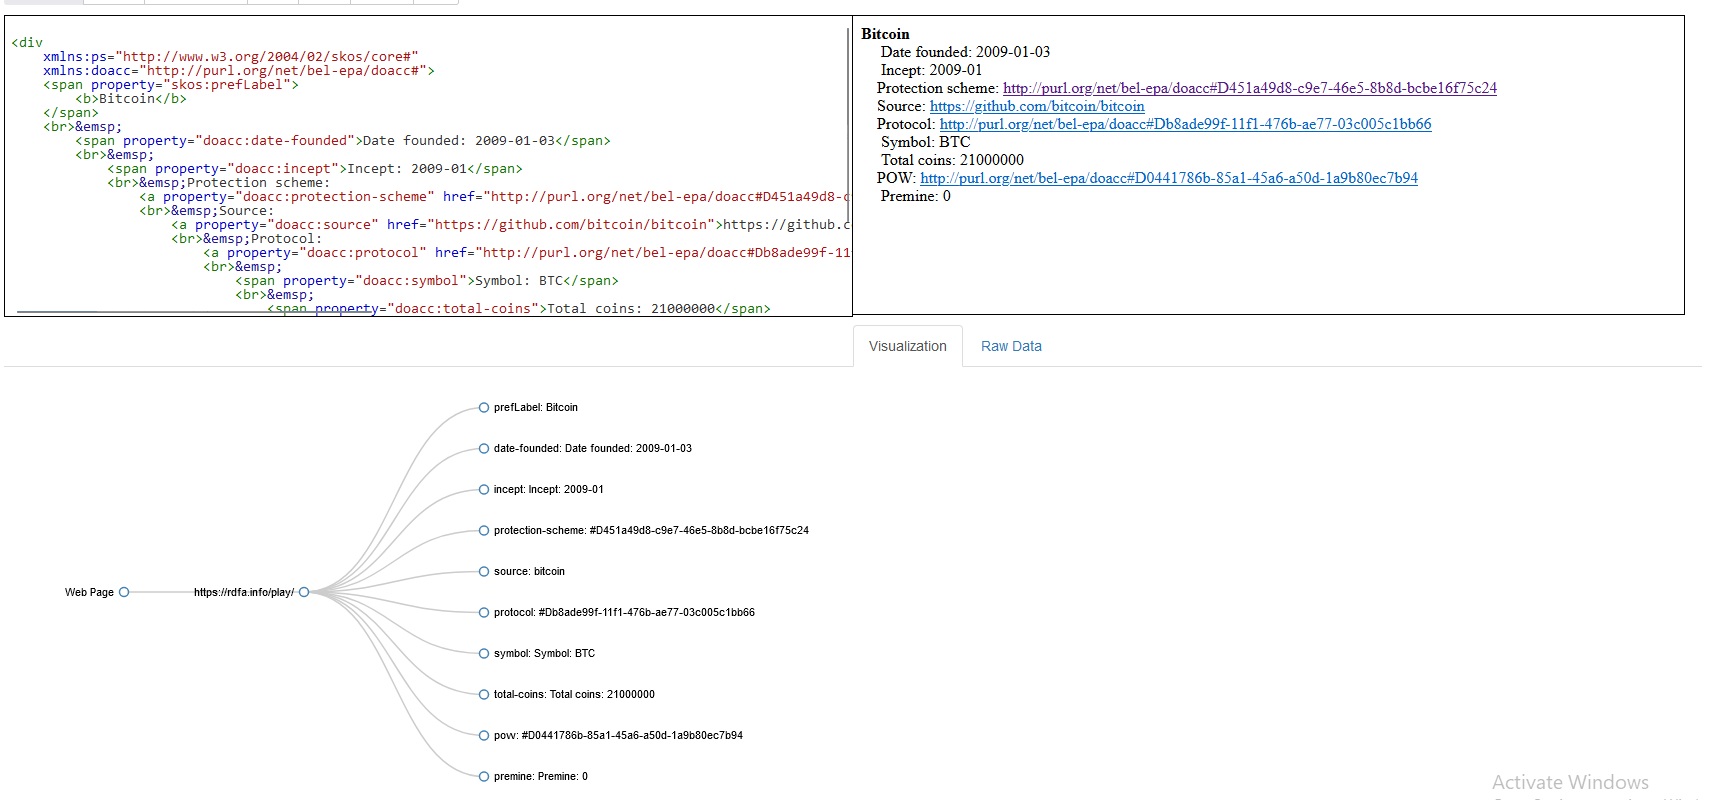 <div
xmlns:ps="http://www.w3.org/2004/02/skos/core#"
xmlns:doacc="http://purl.org/net/bel-epa/doacc#">
<span property="skos:prefLabel">
<b>Bitcoin</b>
</span>
<br>&emsp;
<span property="doacc:date-founded">Date founded: 2009-01-03</span>
<br>&emsp;
<span property="doacc:incept">Incept: 2009-01</span>
<br>&emsp;Protection scheme:
<a property="doacc:protection-scheme" href="http://purl.org/net/bel-epa/doacc#D451a49d8-c
<br>&emsp;Source:
<a property="doacc:source" href="https://github.com/bitcoin/bitcoin">https://github.c
<br>&emsp;Protocol:
<a property="doacc:protocol" href="http://purl.org/net/bel-epa/doacc#Db8ade99f-11
<br>&emsp;
<span property="doacc:symbol">Symbol: BTC</span>
<br>&emsp;
<span property="doacc:total-coins">Total coins: 21000000</span>
Bitcoin
Date founded: 2009-01-03
Incept: 2009-01
Protection scheme: http://purl.org/net/bel-epa/doacc#D451a49d8-c9e7-46e5-8b8d-bcbe16f75c24
Source: https://github.com/bitcoin/bitcoin
Protocol: http://purl.org/net/bel-epa/doacc#Db8ade99f-11f1-476b-ae77-03c005c1bb66
Symbol: BTC
Total coins: 21000000
POW: http://purl.org/net/bel-epa/doacc#D0441786b-85a1-45a6-a50d-1a9b80ec7b94
Premine: 0
Visualization
Raw Data
prefLabel: Bitcoin
date-founded: Date founded: 2009-01-03
incept: Incept: 2009-01
protection-scheme: #D451a49d8-c9e7-46e5-8b8d-bcbe16f75c24
source: bitcoin
Web Page
https://rdfa.info/play/
protocol: #Db8ade99f-11f1-476b-ae77-03c005c1bb66
symbol: Symbol: BTC
total-coins: Total coins: 21000000
pow: #D0441786b-85a1-45a6-a50d-1a9b80ec7b94
premine: Premine: 0
Activate Windows